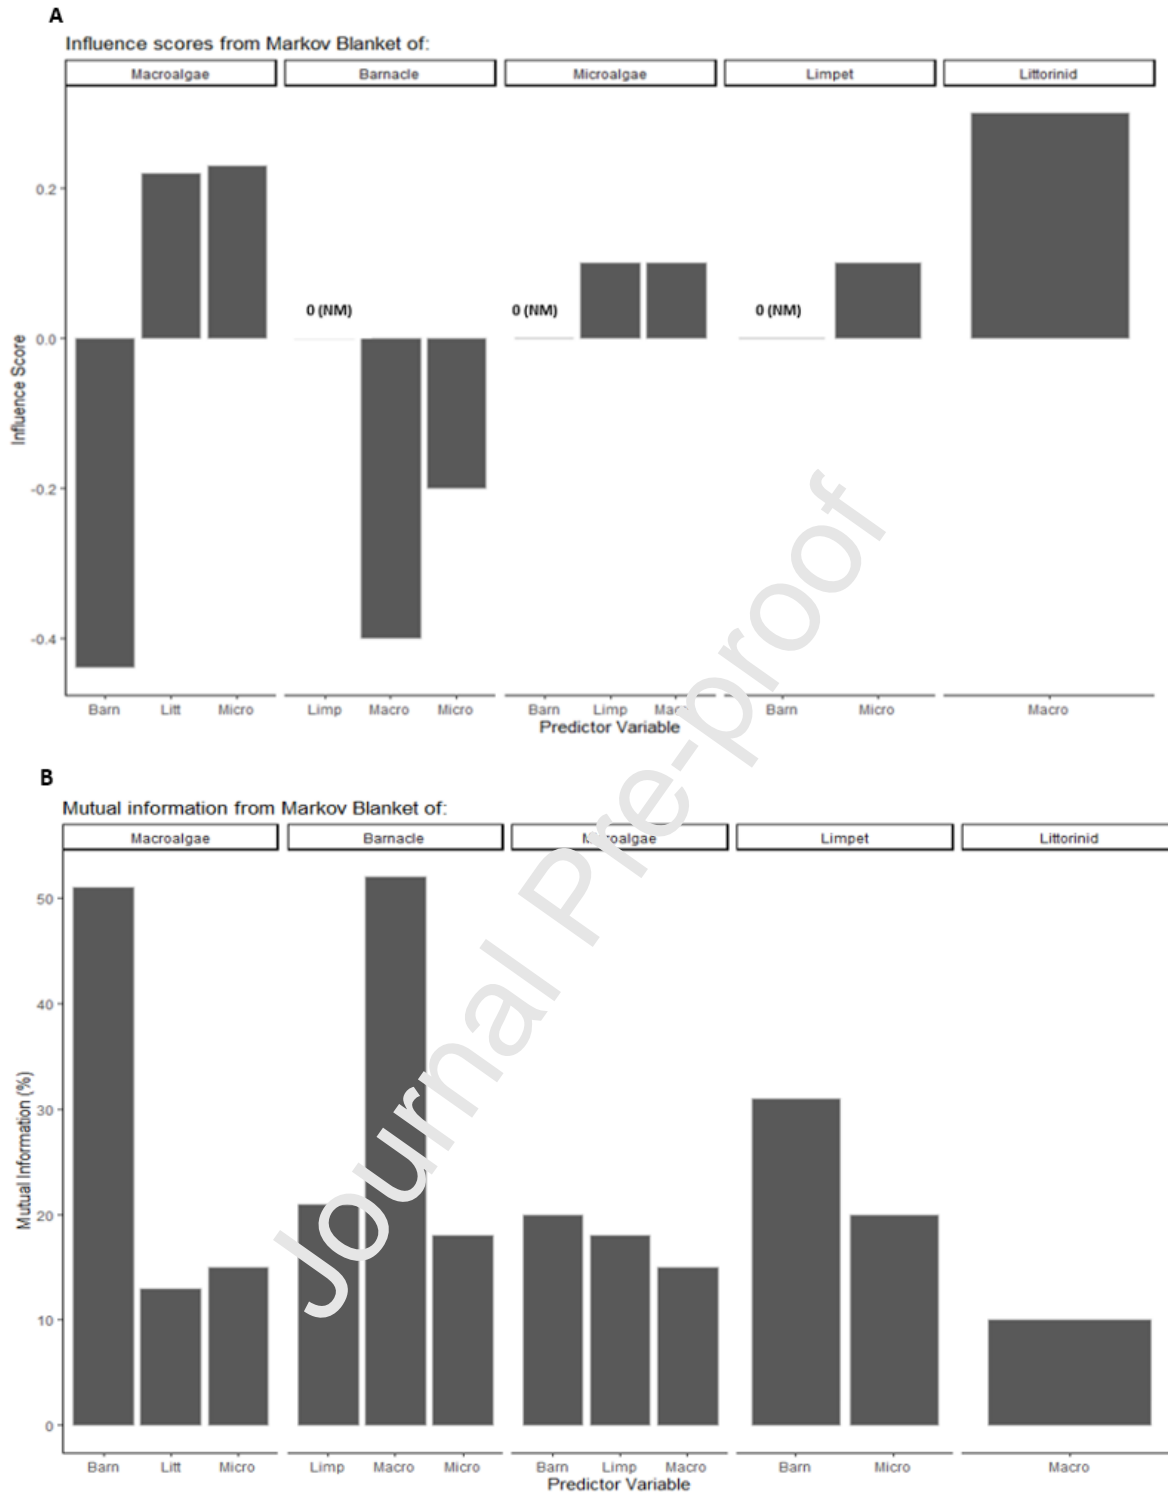 A
Influence scores from Markov Blanket of:
Macroalgae Barnacle Microalgae Limpet Littorinid
0.2
0.0
-0.2
-0.4
Influence Score
0 (NM) 0 (NM) 0 (NM)
Barn Litt Micro Limp Macro Micro Barn Limp Macro Barn Micro Macro
Predictor Variable
B
Mutual information from Markov Blanket of:
Macroalgae Barnacle Microalgae Limpet Littorinid
50
40
30
20
10
0
Mutual Information (%)
Barn Litt Micro Limp Macro Micro Barn Limp Macro Barn Micro Macro
Predictor Variable
Journal Pre-proof